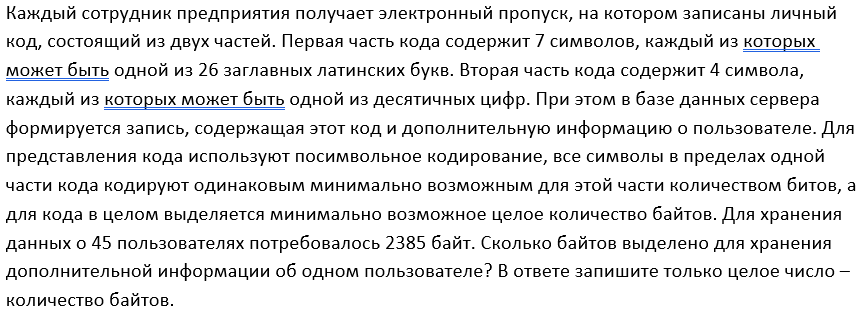 Каждый сотрудник предприятия получает электронный пропуск, на котором записаны личный
код, состоящий из двух частей. Первая часть кода содержит 7 символов, каждый из которых
может быть одной из 26 заглавных латинских букв. Вторая часть кода содержит 4 символа,
каждый из которых может быть одной из десятичных цифр. При этом в базе данных сервера
формируется запись, содержащая этот код и дополнительную информацию о пользователе. Для
представления кода используют посимвольное кодирование, все символы в пределах одной
части кода кодируют одинаковым минимально возможным для этой части количеством битов, а
для кода в целом выделяется минимально возможное целое количество байтов. Для хранения
данных о 45 пользователях потребовалось 2385 байт. Сколько байтов выделено для хранения
дополнительной информации об одном пользователе? В ответе запишите только целое число –
количество байтов.